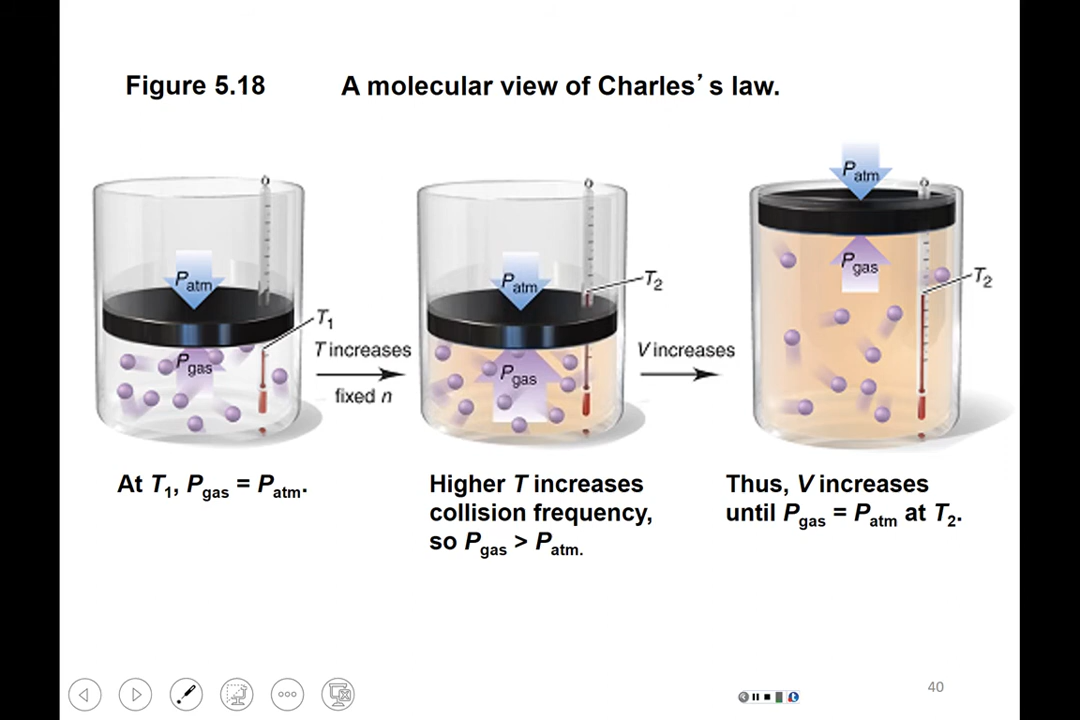 Figure 5.18 A molecular view of Charles’s law.
Patm
Pgas
T1
T increases
fixed n
Patm
Pgas
T2
V increases
Patm
Pgas
T2
At T1, Pgas = Patm.
Higher T increases
collision frequency,
so Pgas > Patm.
Thus, V increases
until Pgas = Patm at T2.
40